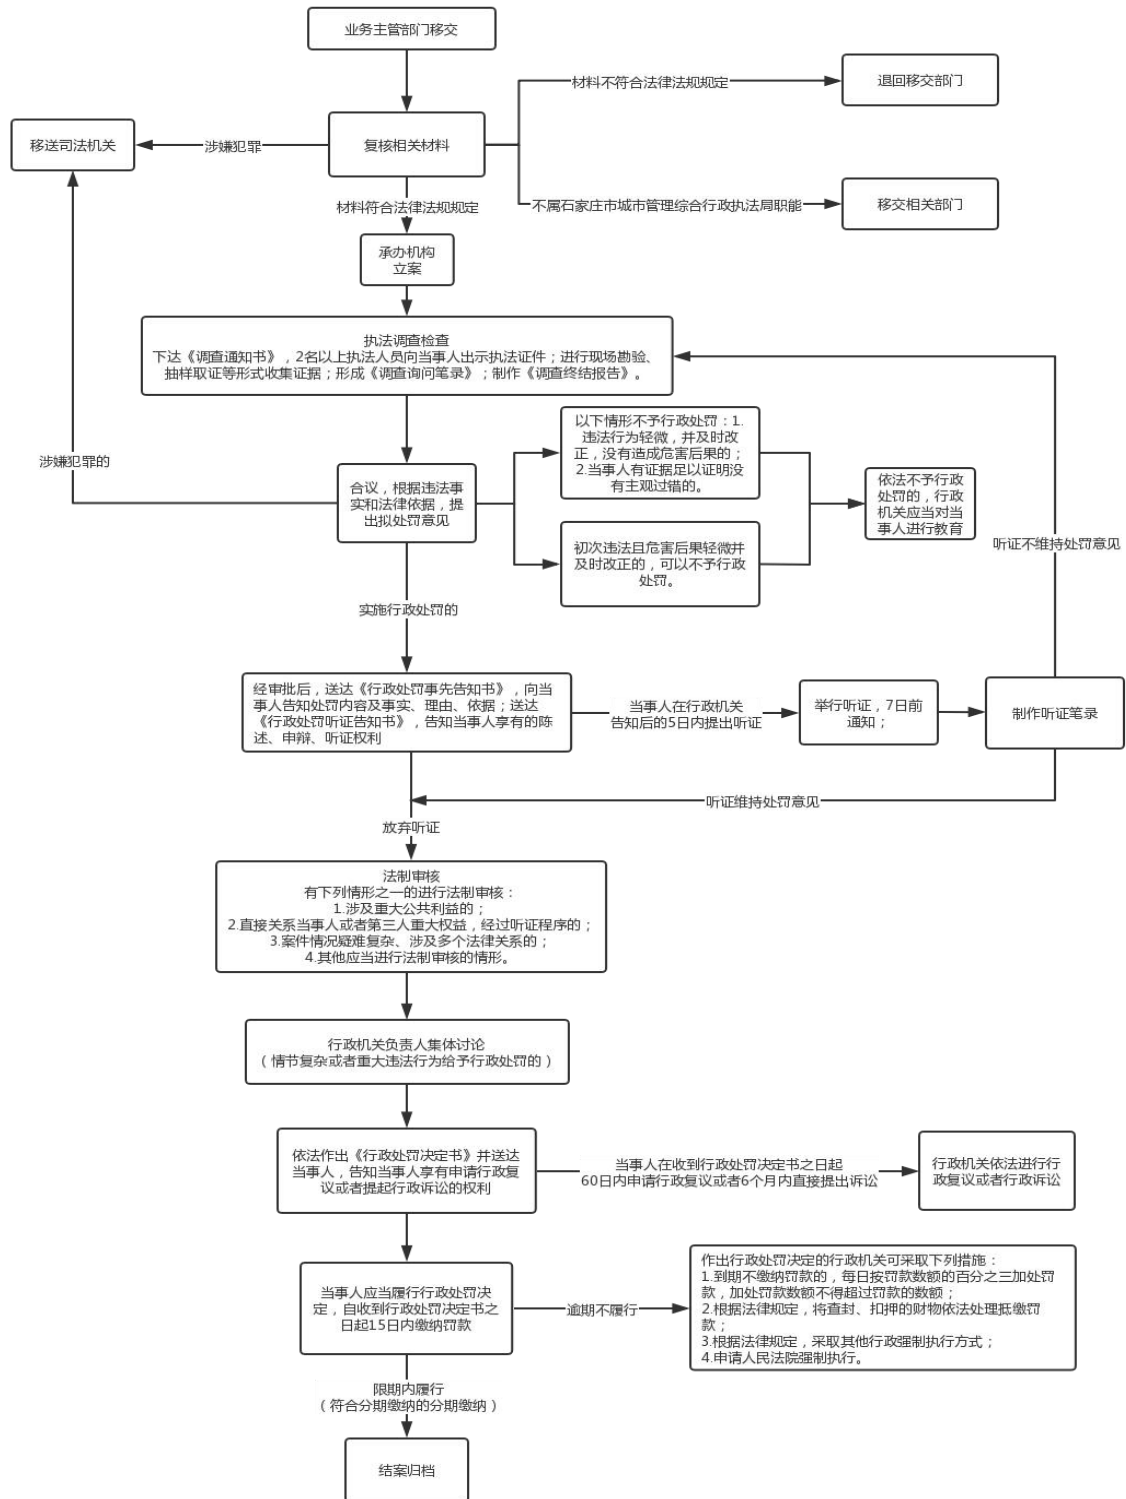 业务主管部门移交
材料不符合法律法规规定
退回移交部门
移送司法机关
涉嫌犯罪
复核相关材料
材料符合法律法规规定
不属石家庄市城市管理综合行政执法局职能
移交相关部门
承办机构
立案
执法调查检查
下达《调查通知书》，2名以上执法人员向当事人出示执法证件；进行现场勘验、
抽样取证等形式收集证据；形成《调查询问笔录》；制作《调查终结报告》。
涉嫌犯罪的
合议，根据违法事
实和法律依据，提
出拟处罚意见
以下情形不予行政处罚：1.
违法行为轻微，并及时改
正，没有造成危害后果的；
2.当事人有证据足以证明没
有主观过错的。
初次违法且危害后果轻微并
及时改正的，可以不予行政
处罚。
依法不予行政
处罚的，行政
机关应当对当
事人进行教育
听证不维持处罚意见
实施行政处罚的
经审批后，送达《行政处罚事先告知书》，向当
事人告知处罚内容及事实、理由、依据；送达
《行政处罚听证告知书》，告知当事人享有的陈
述、申辩、听证权利
当事人在行政机关
告知后的5日内提出听证
举行听证，7日前
通知；
制作听证笔录
听证维持处罚意见
放弃听证
法制审核
有下列情形之一的进行法制审核：
1.涉及重大公共利益的；
2.直接关系当事人或者第三人重大权益，经过听证程序的；
3.案件情况疑难复杂、涉及多个法律关系的；
4.其他应当进行法制审核的情形。
行政机关负责人集体讨论
（情节复杂或者重大违法行为给予行政处罚的）
依法作出《行政处罚决定书》并送达
当事人，告知当事人享有申请行政复
议或者提起行政诉讼的权利
当事人在收到行政处罚决定书之日起
60日内申请行政复议或者6个月内直接提出诉讼
行政机关依法进行行
政复议或者行政诉讼
当事人应当履行行政处罚决
定，自收到行政处罚决定书之
日起15日内缴纳罚款
逾期不履行
作出行政处罚决定的行政机关可采取下列措施：
1.到期不缴纳罚款的，每日按罚款数额的百分之三加处罚
款，加处罚款数额不得超过罚款的数额；
2.根据法律规定，将查封、扣押的财物依法处理抵缴罚
款；
3.根据法律规定，采取其他行政强制执行方式；
4.申请人民法院强制执行。
限期内履行
（符合分期缴纳的分期缴纳）
结案归档